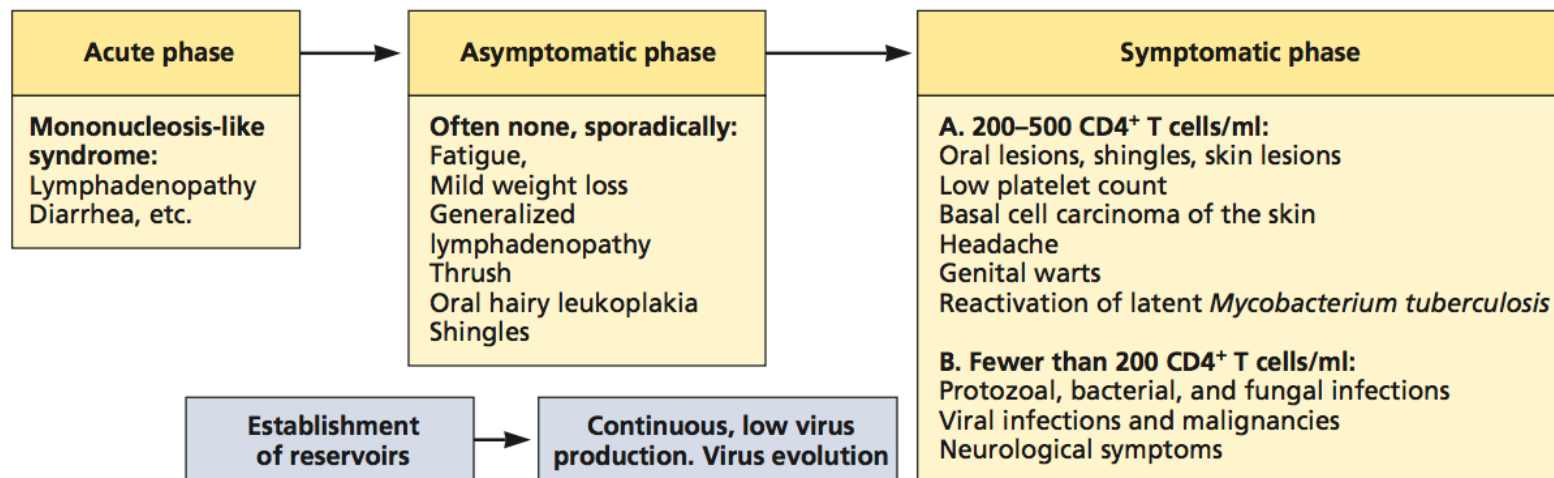 Acute phase
Mononucleosis-like
syndrome:
Lymphadenopathy
Diarrhea, etc.
Asymptomatic phase
Often none, sporadically:
Fatigue,
Mild weight loss
Generalized
lymphadenopathy
Thrush
Oral hairy leukoplakia
Shingles
Symptomatic phase
A. 200–500 CD4⁺ T cells/ml:
Oral lesions, shingles, skin lesions
Low platelet count
Basal cell carcinoma of the skin
Headache
Genital warts
Reactivation of latent Mycobacterium tuberculosis
B. Fewer than 200 CD4⁺ T cells/ml:
Protozoal, bacterial, and fungal infections
Viral infections and malignancies
Neurological symptoms
Establishment
of reservoirs
Continuous, low virus
production. Virus evolution